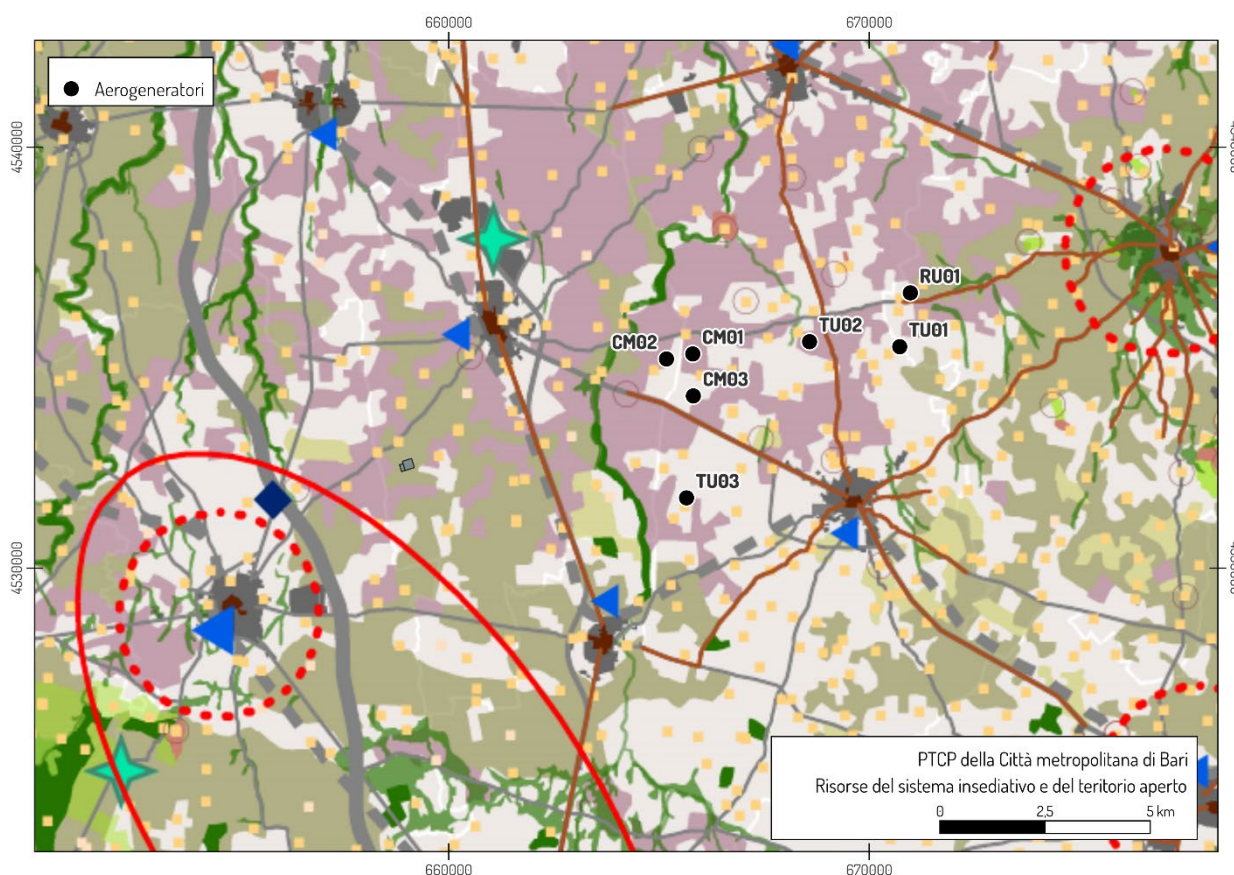 660000
670000
Aerogeneratori
4540000
RU01
TU02
CM02
CM01
TU01
CM03
TU03
4530000
PTCP della Città metropolitana di Bari
Risorse del sistema insediativo e del teritorio aperto
0
2,5
5 km
660000
670000